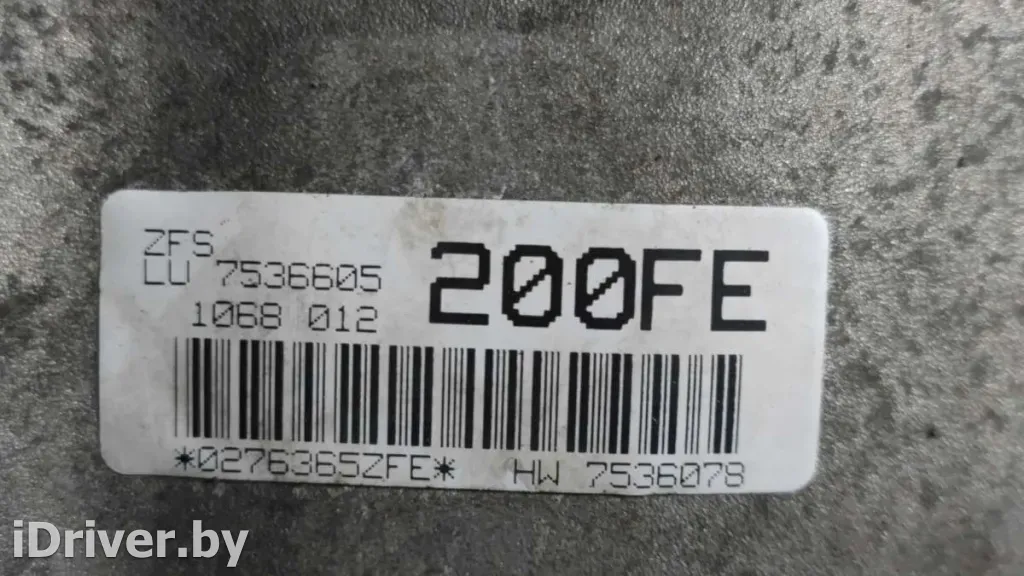 ZFS
LU 7536605
1068 012
200FE
*0276365ZFE* HW 7536078
iDriver.by